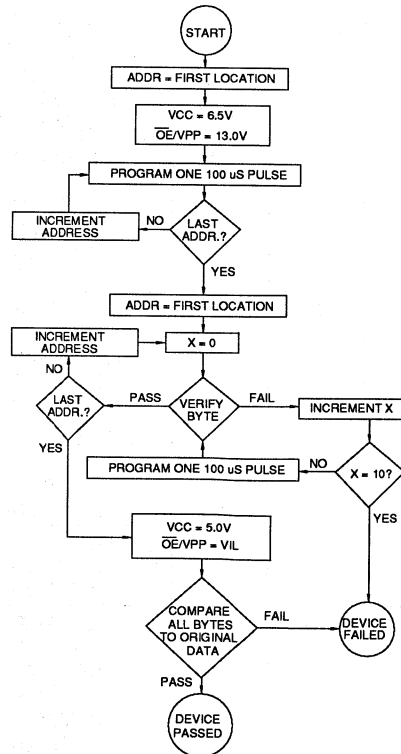 START
ADDR = FIRST LOCATION
VCC = 6.5V
O̅E̅/VPP = 13.0V
PROGRAM ONE 100 uS PULSE
INCREMENT
ADDRESS
NO
LAST
ADDR.?
YES
ADDR = FIRST LOCATION
INCREMENT
ADDRESS
X = 0
NO
LAST
ADDR.?
PASS
VERIFY
BYTE
FAIL
INCREMENT X
YES
PROGRAM ONE 100 uS PULSE
NO
X = 10?
YES
VCC = 5.0V
O̅E̅/VPP = VIL
COMPARE
ALL BYTES
TO ORIGINAL
DATA
FAIL
DEVICE
FAILED
PASS
DEVICE
PASSED